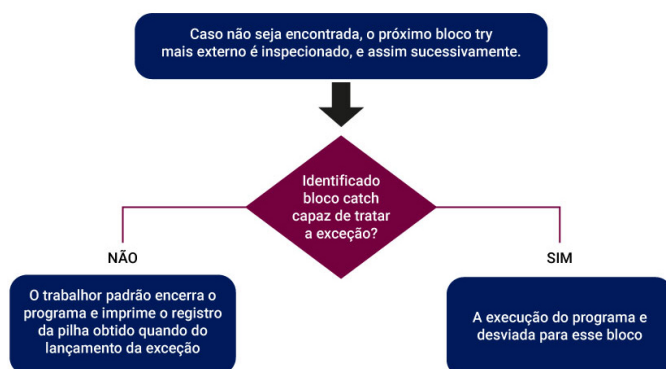 Caso não seja encontrada, o próximo bloco try
mais externo é inspecionado, e assim sucessivamente.
Identificado
bloco catch
capaz de tratar
a exceção?
NÃO
SIM
O trabalhor padrão encerra o
programa e imprime o registro
da pilha obtido quando do
lançamento da exceção
A execução do programa e
desviada para esse bloco